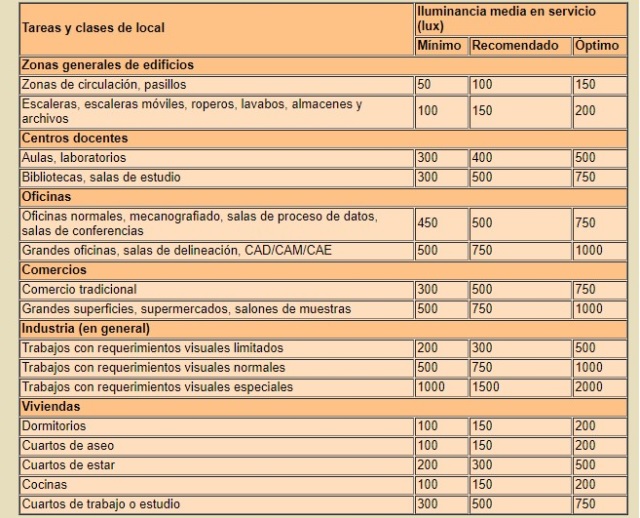 Tareas y clases de local
Iluminancia media en servicio
(lux)
Mínimo Recomendado Óptimo
Zonas generales de edificios
Zonas de circulación, pasillos 50 100 150
Escaleras, escaleras móviles, roperos, lavabos, almacenes y
archivos 100 150 200
Centros docentes
Aulas, laboratorios 300 400 500
Bibliotecas, salas de estudio 300 500 750
Oficinas
Oficinas normales, mecanografiado, salas de proceso de datos,
salas de conferencias 450 500 750
Grandes oficinas, salas de delineación, CAD/CAM/CAE 500 750 1000
Comercios
Comercio tradicional 300 500 750
Grandes superficies, supermercados, salones de muestras 500 750 1000
Industria (en general)
Trabajos con requerimientos visuales limitados 200 300 500
Trabajos con requerimientos visuales normales 500 750 1000
Trabajos con requerimientos visuales especiales 1000 1500 2000
Viviendas
Dormitorios 100 150 200
Cuartos de aseo 100 150 200
Cuartos de estar 200 300 500
Cocinas 100 150 200
Cuartos de trabajo o estudio 300 500 750